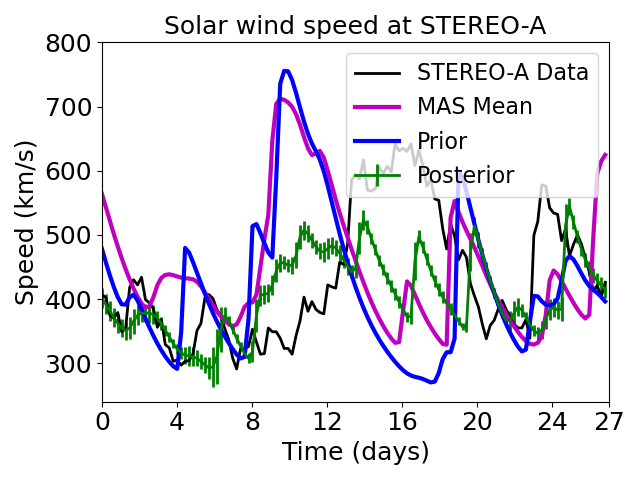 Solar wind speed at STEREO-A
800
700
600
500
400
300
Speed (km/s)
STEREO-A Data
MAS Mean
Prior
Posterior
0 4 8 12 16 20 24 27
Time (days)